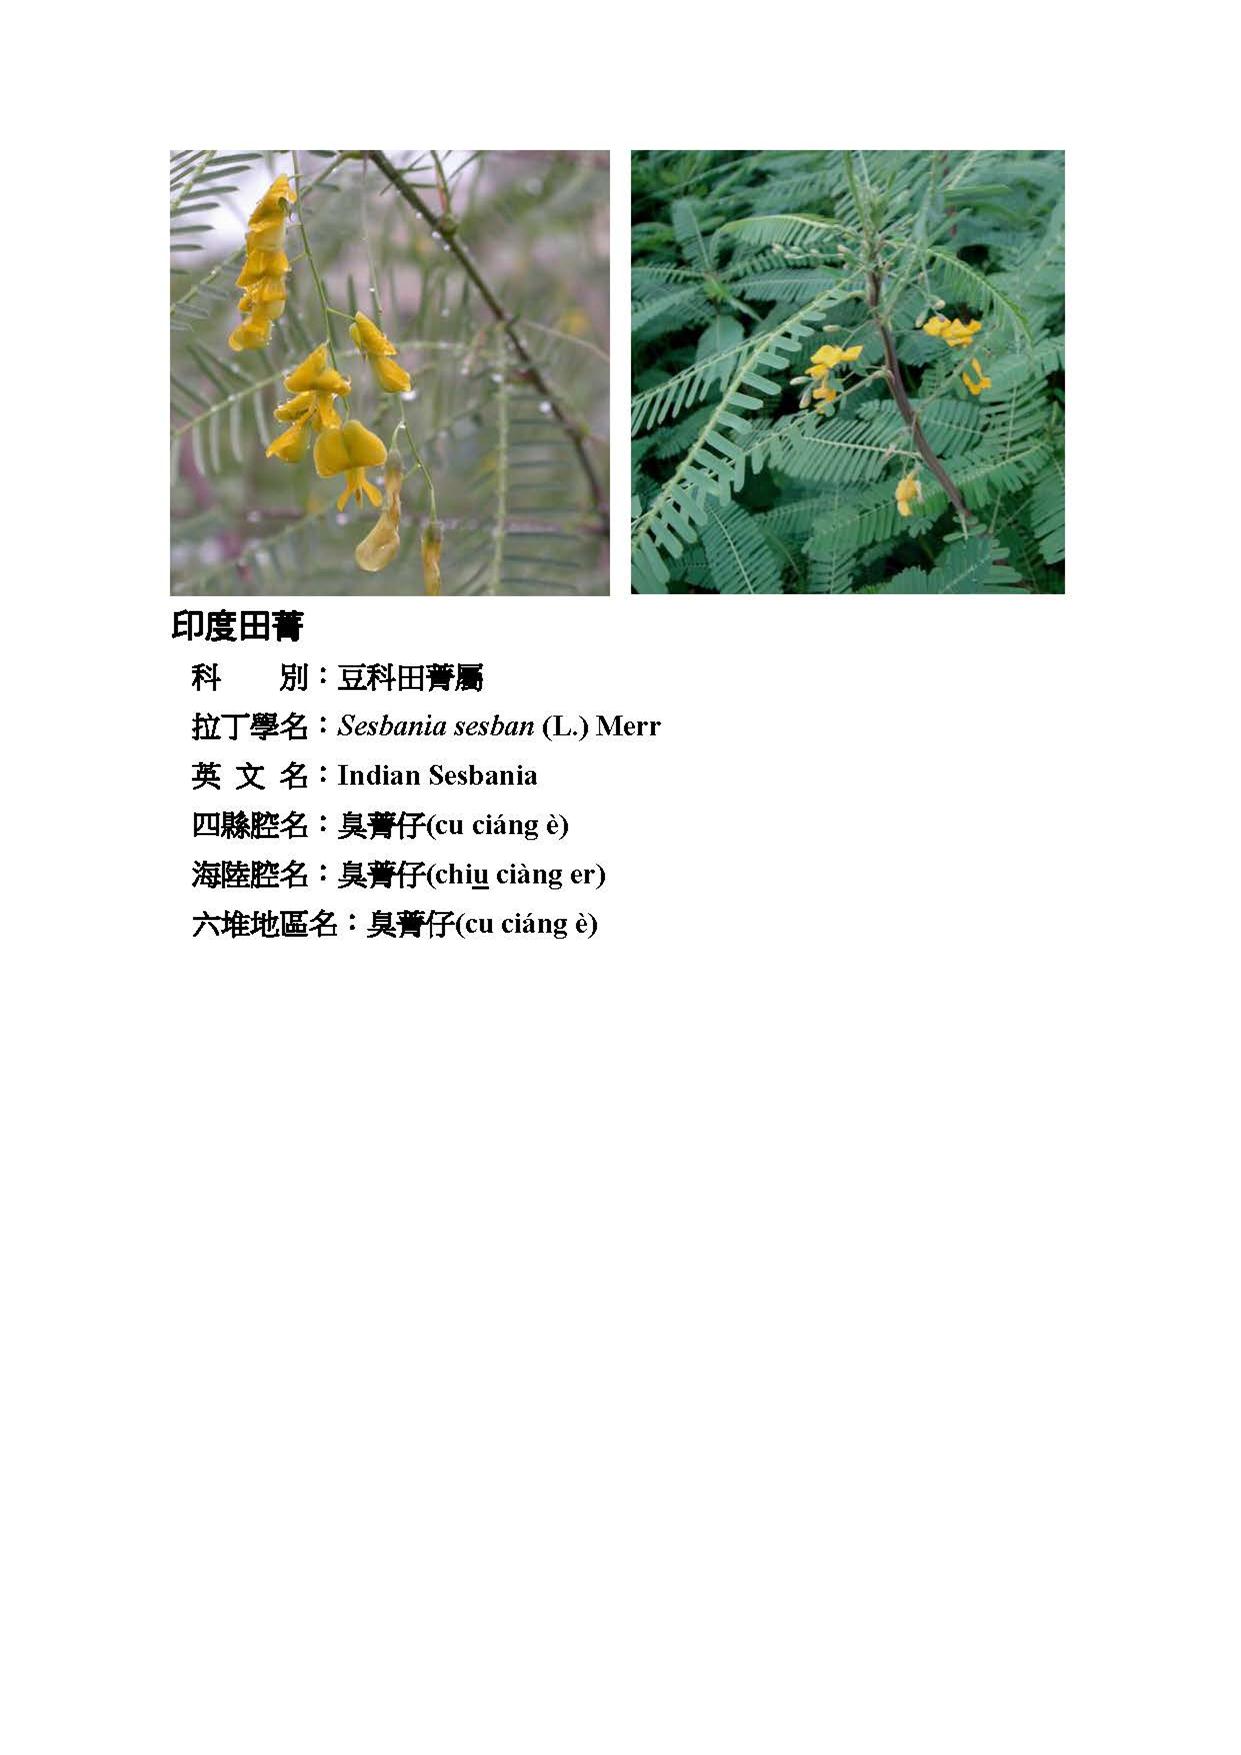 印度田菁
科　　別：豆科田菁屬
拉丁學名：Sesbania sesban (L.) Merr
英 文 名：Indian Sesbania
四縣腔名：臭菁仔(cu ciáng è)
海陸腔名：臭菁仔(chiu ciàng er)
六堆地區名：臭菁仔(cu ciáng è)